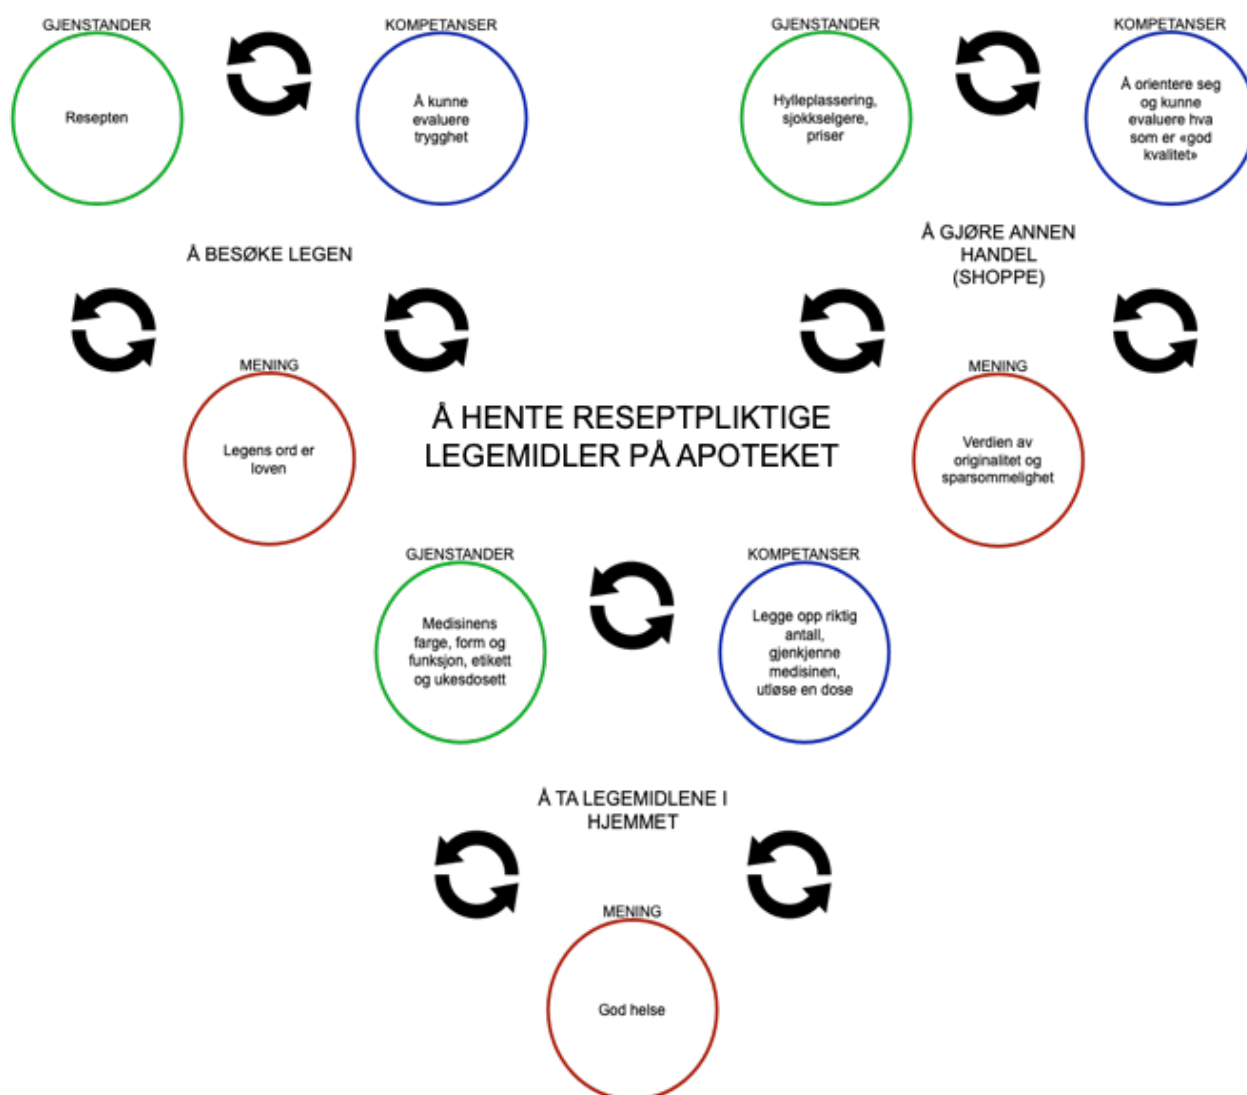 GJENSTANDER
Resepten
KOMPETANSER
Å kunne
evaluere
trygghet
Å BESØKE LEGEN
MENING
Legens ord er
loven
GJENSTANDER
Hylleplassering,
sjokkselgere,
priser
KOMPETANSER
Å orientere seg
og kunne
evaluere hva
som er «god
kvalitet»
Å GJØRE ANNEN
HANDEL
(SHOPPE)
MENING
Verdien av
originalitet og
sparsommelighet
Å HENTE RESEPTPLIKTIGE
LEGEMIDLER PÅ APOTEKET
GJENSTANDER
Medisinens
farge, form og
funksjon, etikett
og ukesdosett
KOMPETANSER
Legge opp riktig
antall,
gjenkjenne
medisinen,
utløse en dose
Å TA LEGEMIDLENE I
HJEMMET
MENING
God helse